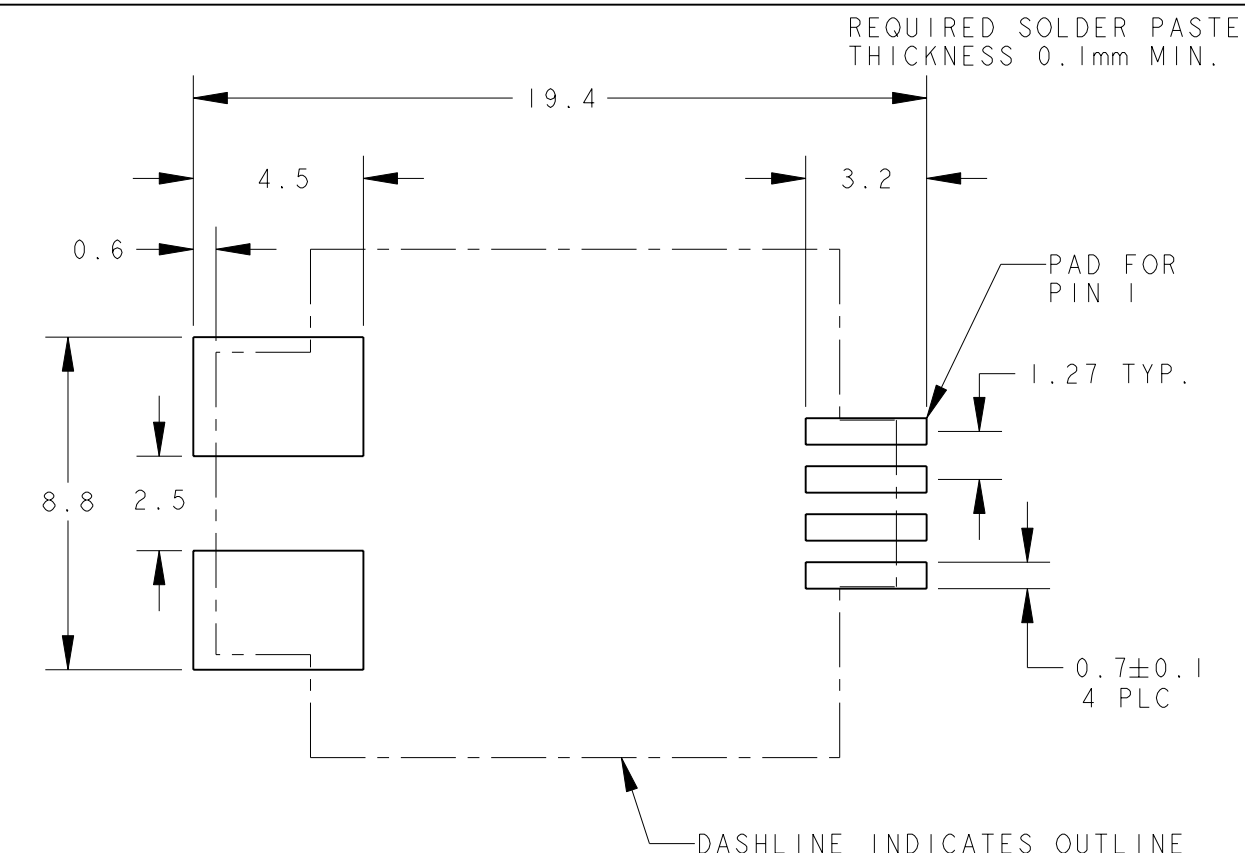 REQUIRED SOLDER PASTE
THICKNESS 0.1mm MIN.
19.4
4.5
3.2
0.6
PAD FOR
PIN 1
1.27 TYP.
8.8
2.5
0.7±0.1
4 PLC
DASHLINE INDICATES OUTLINE